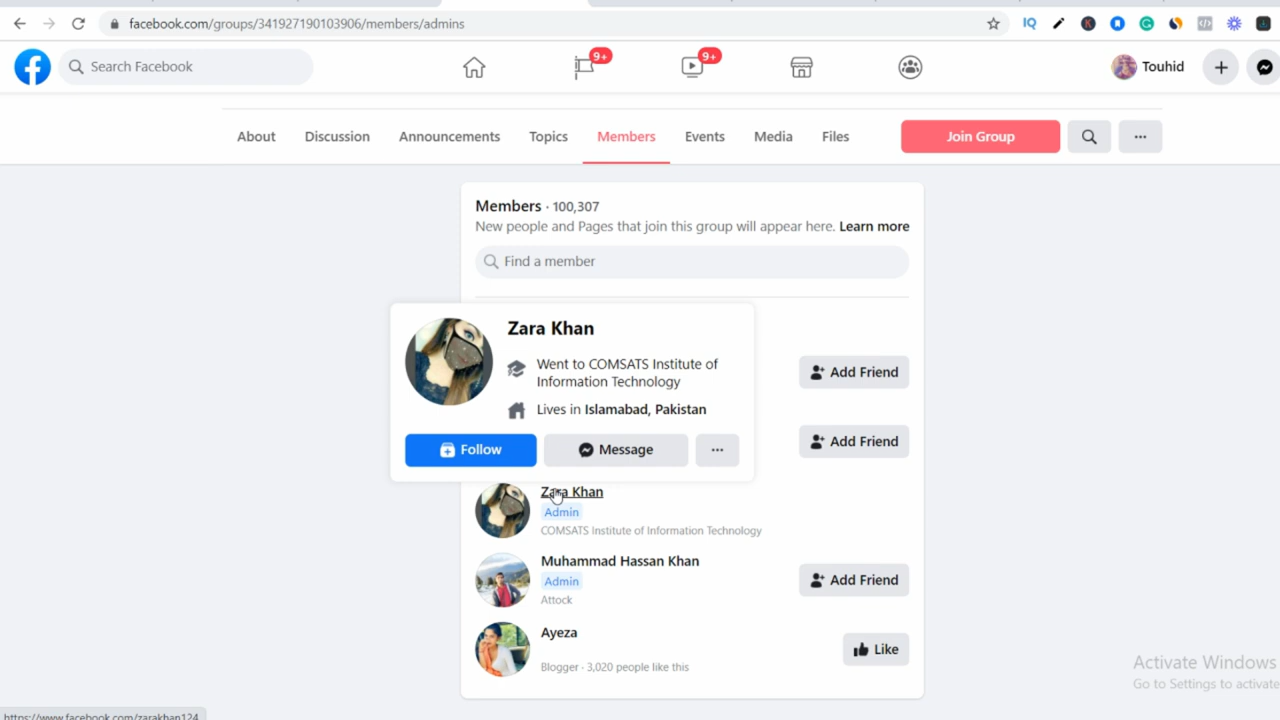 facebook.com/groups/341927190103906/members/admins
IQ
Search Facebook
9+
9+
Touhid
About Discussion Announcements Topics Members Events Media Files Join Group
Members · 100,307
New people and Pages that join this group will appear here. Learn more
Find a member
Zara Khan
Went to COMSATS Institute of
Information Technology
Add Friend
Lives in Islamabad, Pakistan
Follow Message
Add Friend
Zara Khan
Admin
COMSATS Institute of Information Technology
Muhammad Hassan Khan
Admin
Attock
Add Friend
Ayeza
Blogger · 3,020 people like this
Like
Activate Windows
Go to Settings to activate
https://www.facebook.com/zarakhan124